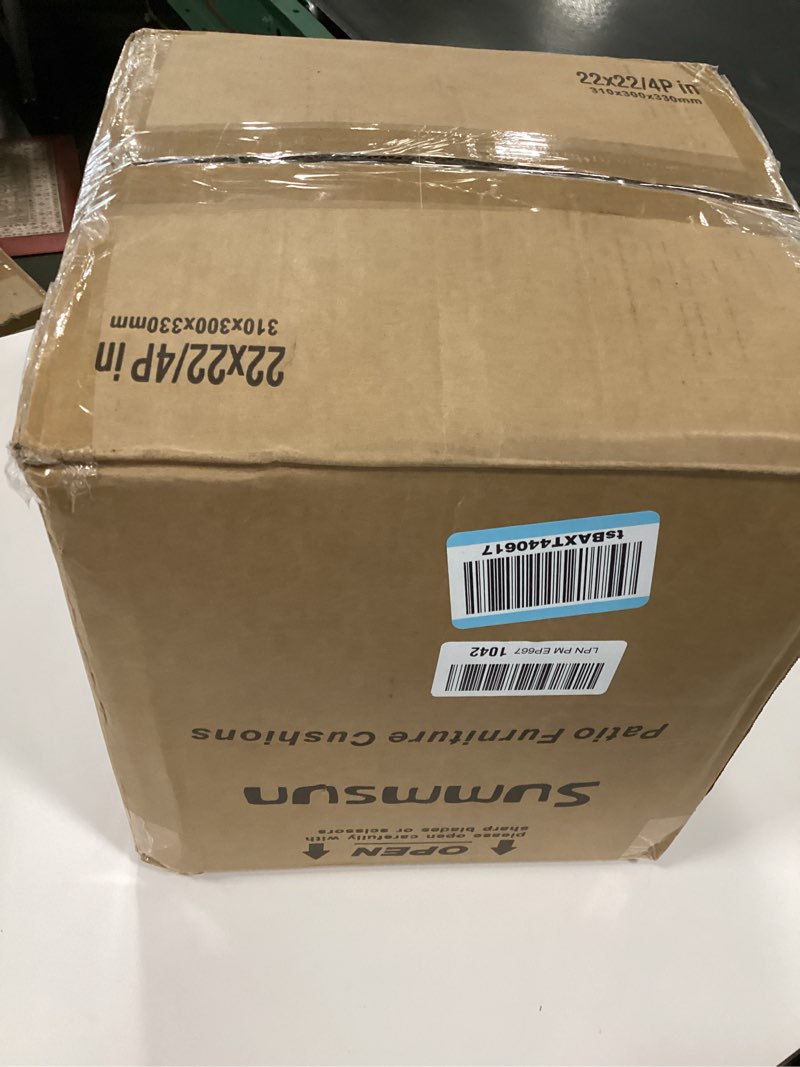 22x22/4P in
310x300x330mm
22x22/4P in
310x300x330mm
tsBAXT440617
LPN PM EP667 1042
Patio Furniture Cushions
Summsun
OPEN
please open carefully with
sharp blades or scissors